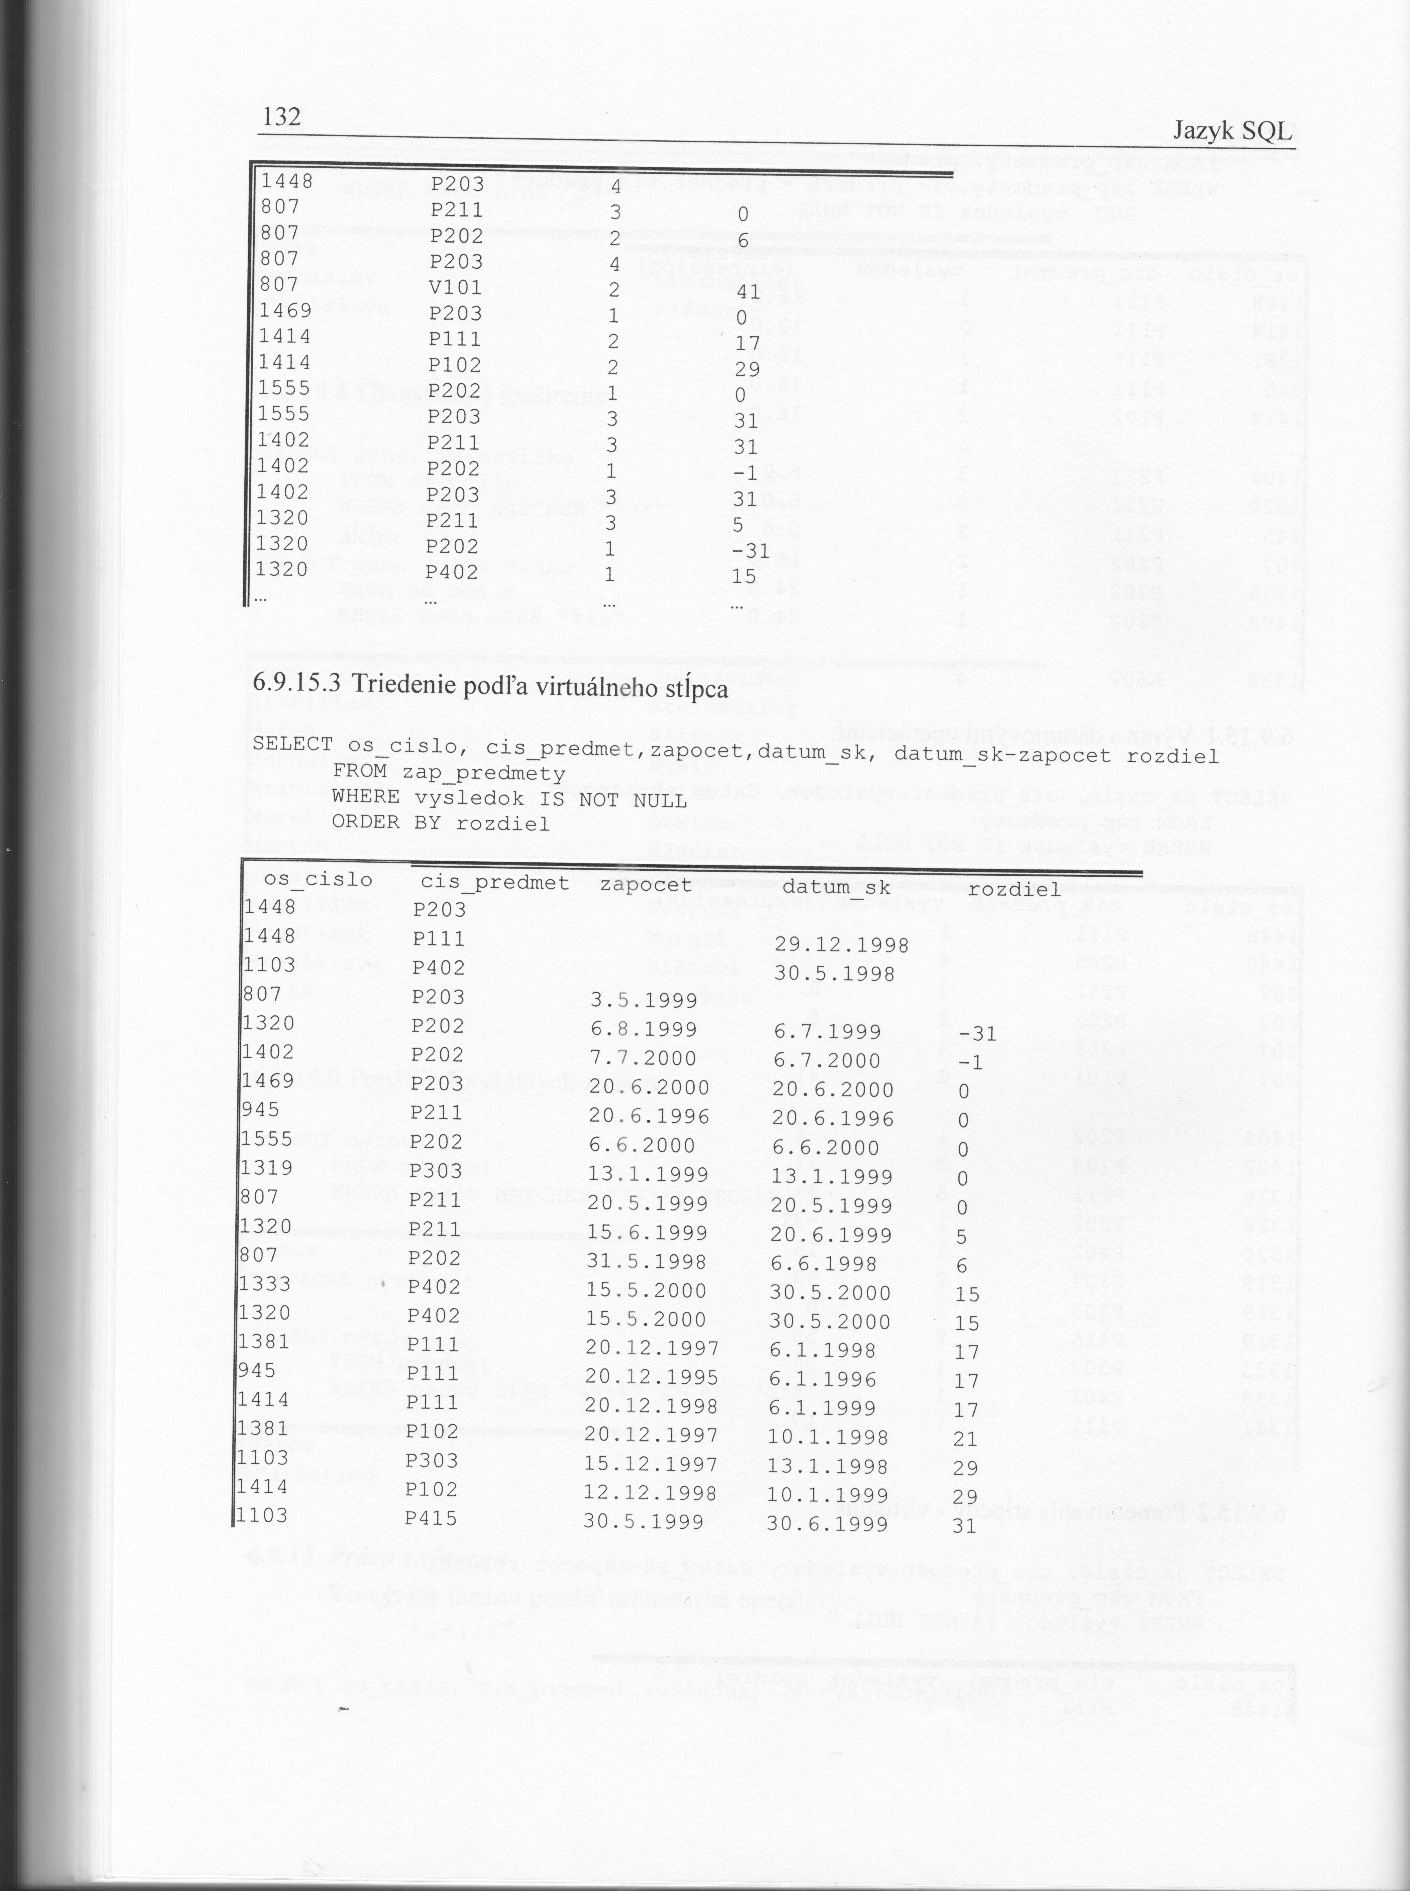 132
Jazyk SQL
1448 P203 4
807 P211 3 0
807 P202 2 6
807 P203 4
807 V101 2 41
1469 P203 1 0
1414 P111 2 17
1414 P102 2 29
1555 P202 1 0
1555 P203 3 31
1402 P211 3 31
1402 P202 1 -1
1402 P203 3 31
1320 P211 3 5
1320 P202 1 -31
1320 P402 1 15
... ... ... ...
6.9.15.3 Triedenie podľa virtuálneho stĺpca
SELECT os_cislo, cis_predmet,zapocet,datum_sk, datum_sk-zapocet rozdiel
FROM zap_predmety
WHERE vysledok IS NOT NULL
ORDER BY rozdiel
os_cislo cis_predmet zapocet datum_sk rozdiel
1448 P203
1448 P111 29.12.1998
1103 P402 30.5.1998
807 P203 3.5.1999
1320 P202 6.8.1999 6.7.1999 -31
1402 P202 7.7.2000 6.7.2000 -1
1469 P203 20.6.2000 20.6.2000 0
945 P211 20.6.1996 20.6.1996 0
1555 P202 6.6.2000 6.6.2000 0
1319 P303 13.1.1999 13.1.1999 0
807 P211 20.5.1999 20.5.1999 0
1320 P211 15.6.1999 20.6.1999 5
807 P202 31.5.1998 6.6.1998 6
1333 P402 15.5.2000 30.5.2000 15
1320 P402 15.5.2000 30.5.2000 15
1381 P111 20.12.1997 6.1.1998 17
945 P111 20.12.1995 6.1.1996 17
1414 P111 20.12.1998 6.1.1999 17
1381 P102 20.12.1997 10.1.1998 21
1103 P303 15.12.1997 13.1.1998 29
1414 P102 12.12.1998 10.1.1999 29
1103 P415 30.5.1999 30.6.1999 31